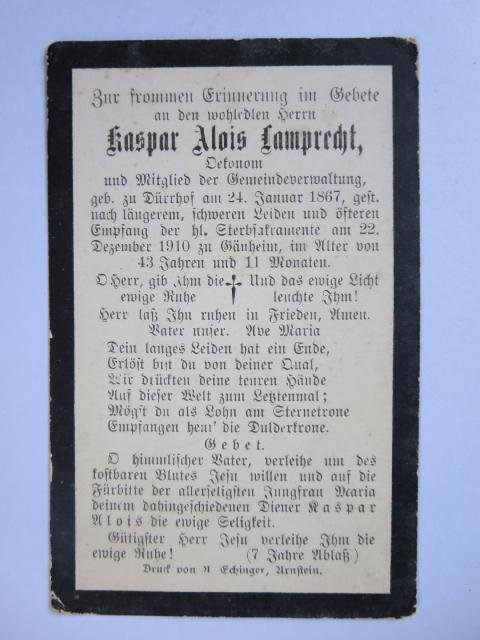 Zur frommen Erinnerung im Gebete
an den wohledlen Herrn
Kaspar Alois Lamprecht,
Oekonom
und Mitglied der Gemeindeverwaltung,
geb. zu Dürrhof am 24. Januar 1867, gest.
nach längerem, schweren Leiden und öfteren
Empfang der hl. Sterbsakramente am 22.
Dezember 1910 zu Gänheim, im Alter von
43 Jahren und 11 Monaten.
O Herr, gib Ihm die † Und das ewige Licht
ewige Ruhe leuchte Ihm!
Herr laß Ihn ruhen in Frieden, Amen.
Vater unser. Ave Maria
Dein langes Leiden hat ein Ende,
Erlöst bist du von deiner Qual,
Wir drückten deine teuren Hände
Auf dieser Welt zum Letztenmal;
Mög'st du als Lohn am Sternetrone
Empfangen heut' die Dulderkrone.
Gebet.
O himmlischer Vater, verleihe um des
kostbaren Blutes Jesu willen und auf die
Fürbitte der allerseligsten Jungfrau Maria
deinem dahingeschiedenen Diener Kaspar
Alois die ewige Seligkeit.
Gütigster Herr Jesu verleihe Ihm die
ewige Ruhe! (7 Jahre Ablaß)
Druck von Echinger, Arnstein.